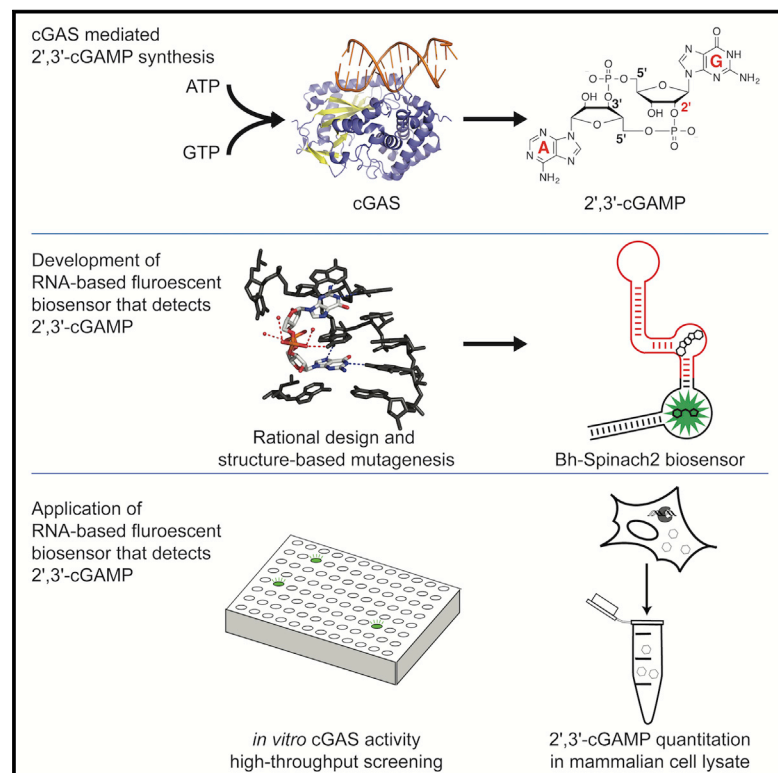 cGAS mediated
2',3'-cGAMP synthesis
ATP
GTP
cGAS
5'
3'
2'
5'
O
N
NH
N
N
NH₂
G
O
O
P
O
O
OH
O
O
OH
O
O
P
O
O
N
N
A
N
N
NH₂
2',3'-cGAMP
Development of
RNA-based fluroescent
biosensor that detects
2',3'-cGAMP
Rational design and
structure-based mutagenesis
Bh-Spinach2 biosensor
Application of
RNA-based fluroescent
biosensor that detects
2',3'-cGAMP
in vitro cGAS activity
high-throughput screening
2',3'-cGAMP quantitation
in mammalian cell lysate